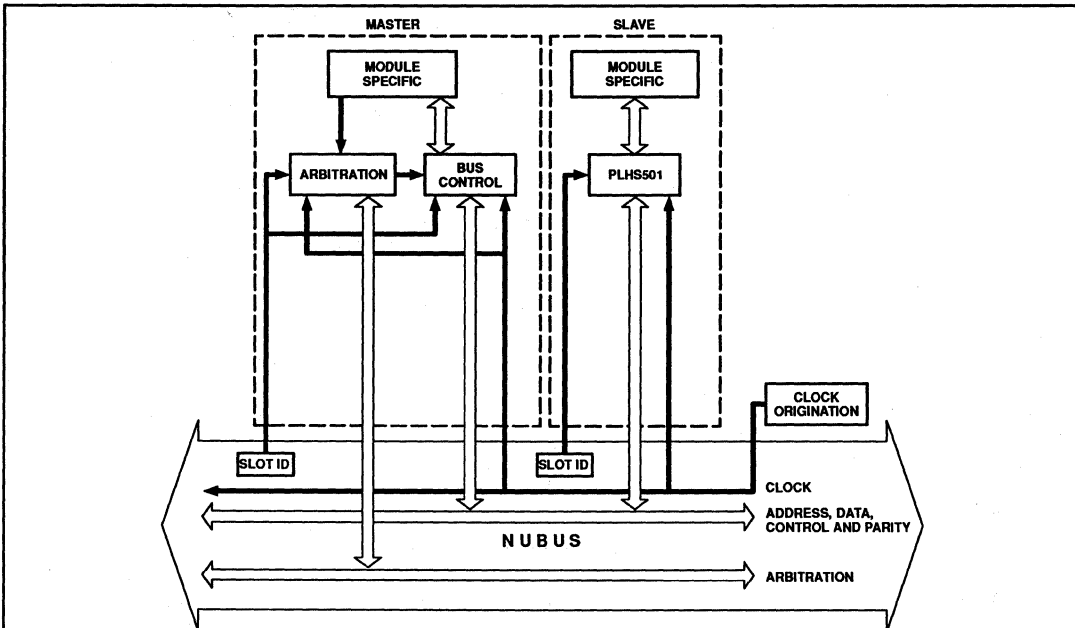 MASTER
SLAVE
MODULE
SPECIFIC
MODULE
SPECIFIC
ARBITRATION
BUS
CONTROL
PLHS501
CLOCK
ORIGINATION
SLOT ID
SLOT ID
CLOCK
ADDRESS, DATA,
CONTROL AND PARITY
NUBUS
ARBITRATION